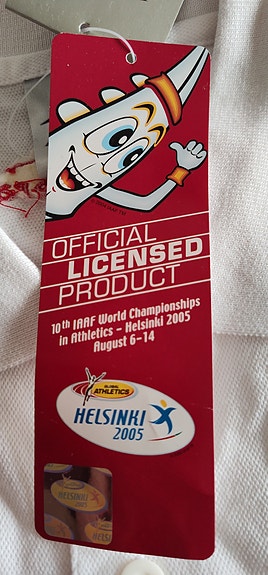 OFFICIAL
LICENSED
PRODUCT
10th IAAF World Championships
in Athletics – Helsinki 2005
August 6-14
GLOBAL
ATHLETICS
HELSINKI
2005
HELSINKI
2005
HELSI